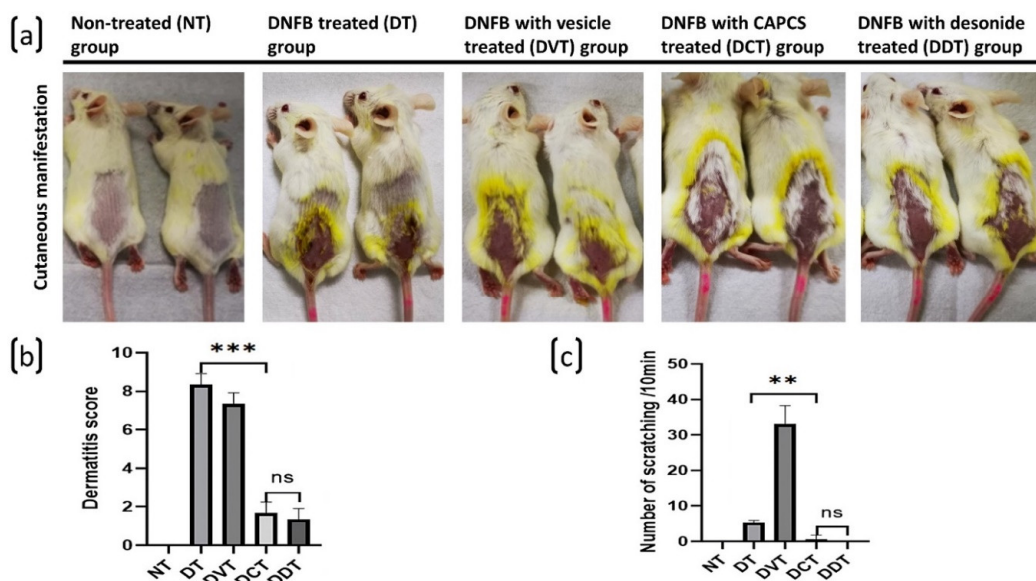 (a)
Non-treated (NT)
group
DNFB treated (DT)
group
DNFB with vesicle
treated (DVT) group
DNFB with CAPCS
treated (DCT) group
DNFB with desonide
treated (DDT) group
Cutaneous manifestation
(b)
Dermatitis score
10
8
6
4
2
0
***
ns
NT
DT
DVT
DCT
DDT
(c)
Number of scratching /10min
50
40
30
20
10
0
**
ns
NT
DT
DVT
DCT
DDT